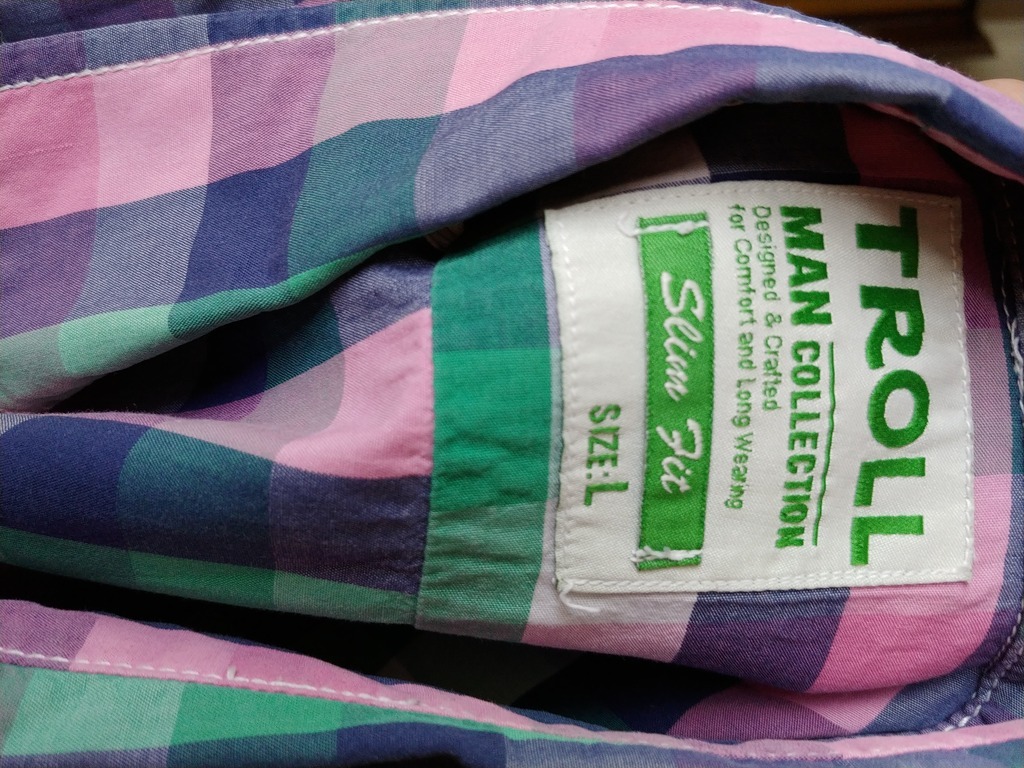 TROLL
MAN COLLECTION
Designed & Crafted
for Comfort and Long Wearing
Slim Fit
SIZE:L